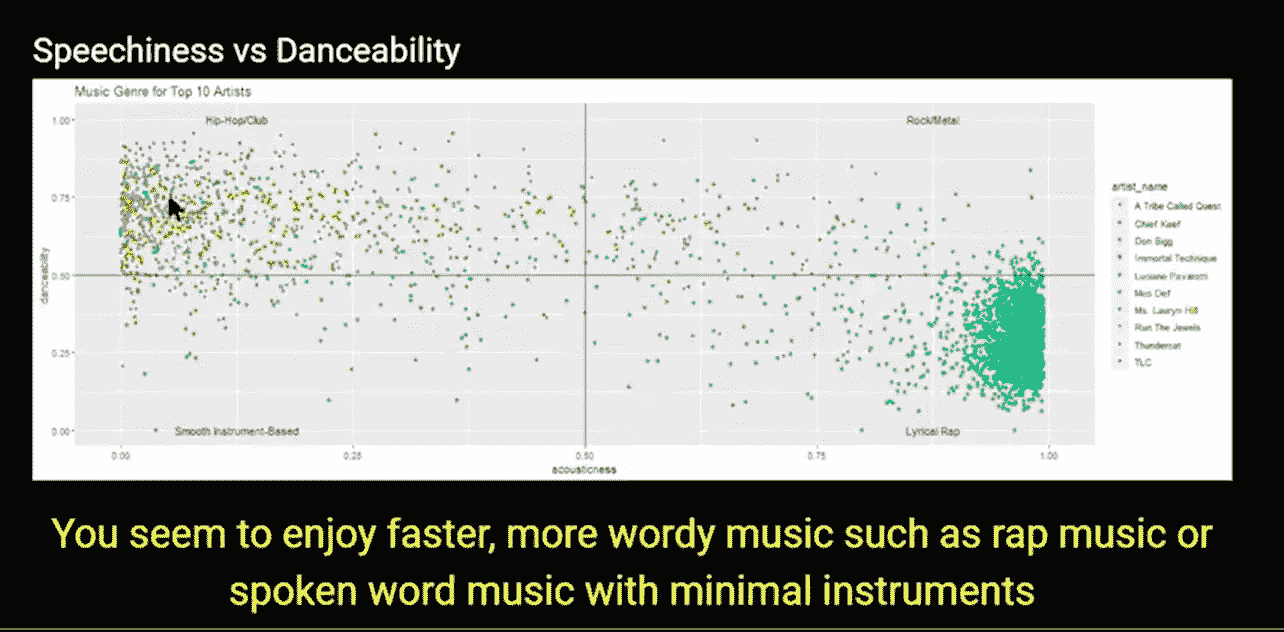 Speechiness vs Danceability
Music Genre for Top 10 Artists
1.00
Hip-Hop/Club
Rock/Metal
0.75
danceability
0.50
0.25
0.00
Smooth Instrument-Based
Lyrical Rap
0.00
0.25
0.50
0.75
1.00
acousticness
artist_name
A Tribe Called Quest
Chief Keef
Don Bigg
Immortal Technique
Luciano Pavarotti
Mos Def
Ms. Lauryn Hill
Run The Jewels
Thundercat
TLC
You seem to enjoy faster, more wordy music such as rap music or
spoken word music with minimal instruments